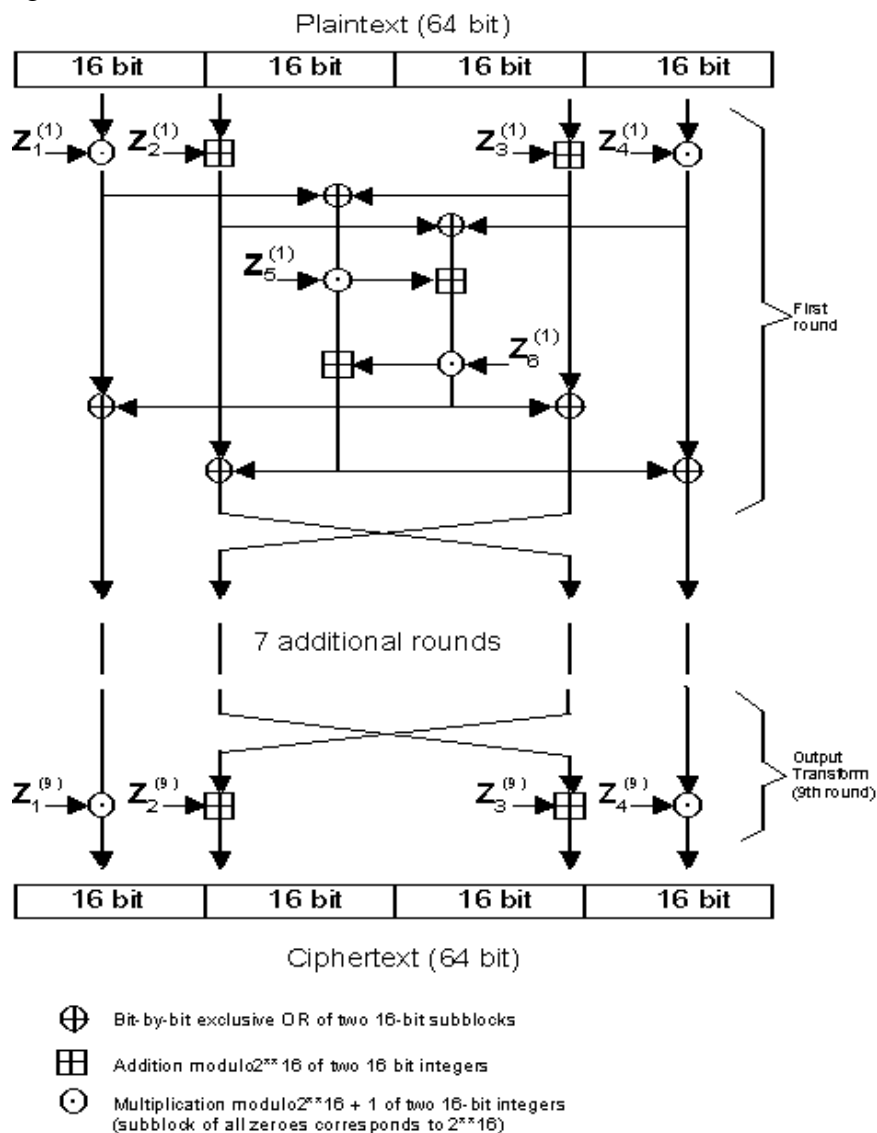 Plaintext (64 bit)
16 bit 16 bit 16 bit 16 bit
Z₁⁽¹⁾ Z₂⁽¹⁾ Z₃⁽¹⁾ Z₄⁽¹⁾
Z₅⁽¹⁾
Z₆⁽¹⁾
First
round
7 additional rounds
Output
Transform
(9th round)
Z₁⁽⁹⁾ Z₂⁽⁹⁾ Z₃⁽⁹⁾ Z₄⁽⁹⁾
16 bit 16 bit 16 bit 16 bit
Ciphertext (64 bit)
Bit-by-bit exclusive OR of two 16-bit subblocks
Addition modulo2**16 of two 16 bit integers
Multiplication modulo2**16 + 1 of two 16-bit integers
(subblock of all zeroes corresponds to 2**16)